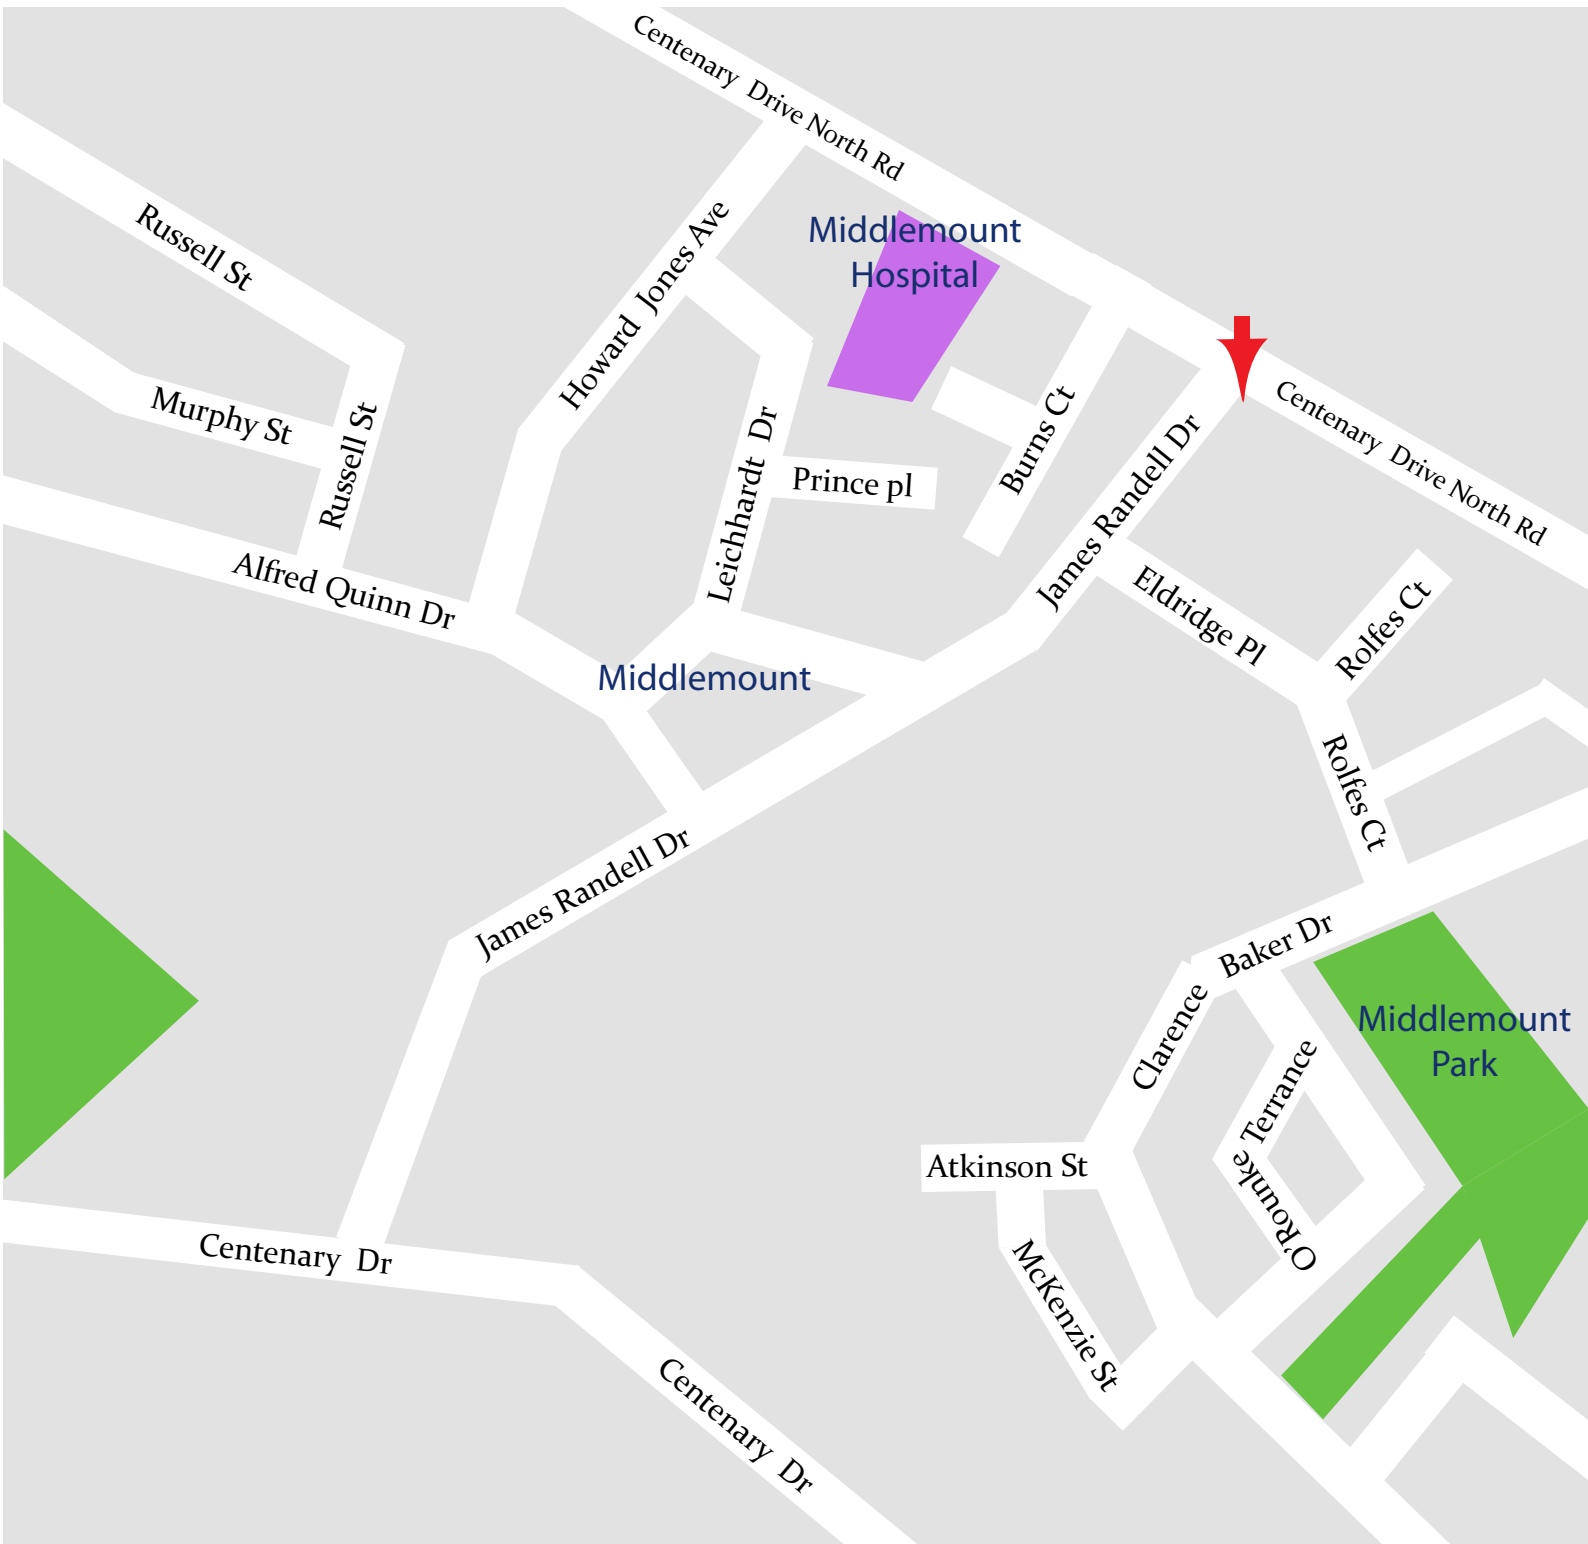 Centenary Drive North Rd
Russell St
Howard Jones Ave
Middlemount
Hospital
Murphy St
Russell St
Leichhardt Dr
Prince pl
Burns Ct
James Randell Dr
Centenary Drive North Rd
Alfred Quinn Dr
Eldridge Pl
Rolfes Ct
Middlemount
Rolfes Ct
James Randell Dr
Baker Dr
Clarence
Middlemount
Park
Terrance
O'Rounke
Atkinson St
Centenary Dr
McKenzie St
Centenary Dr